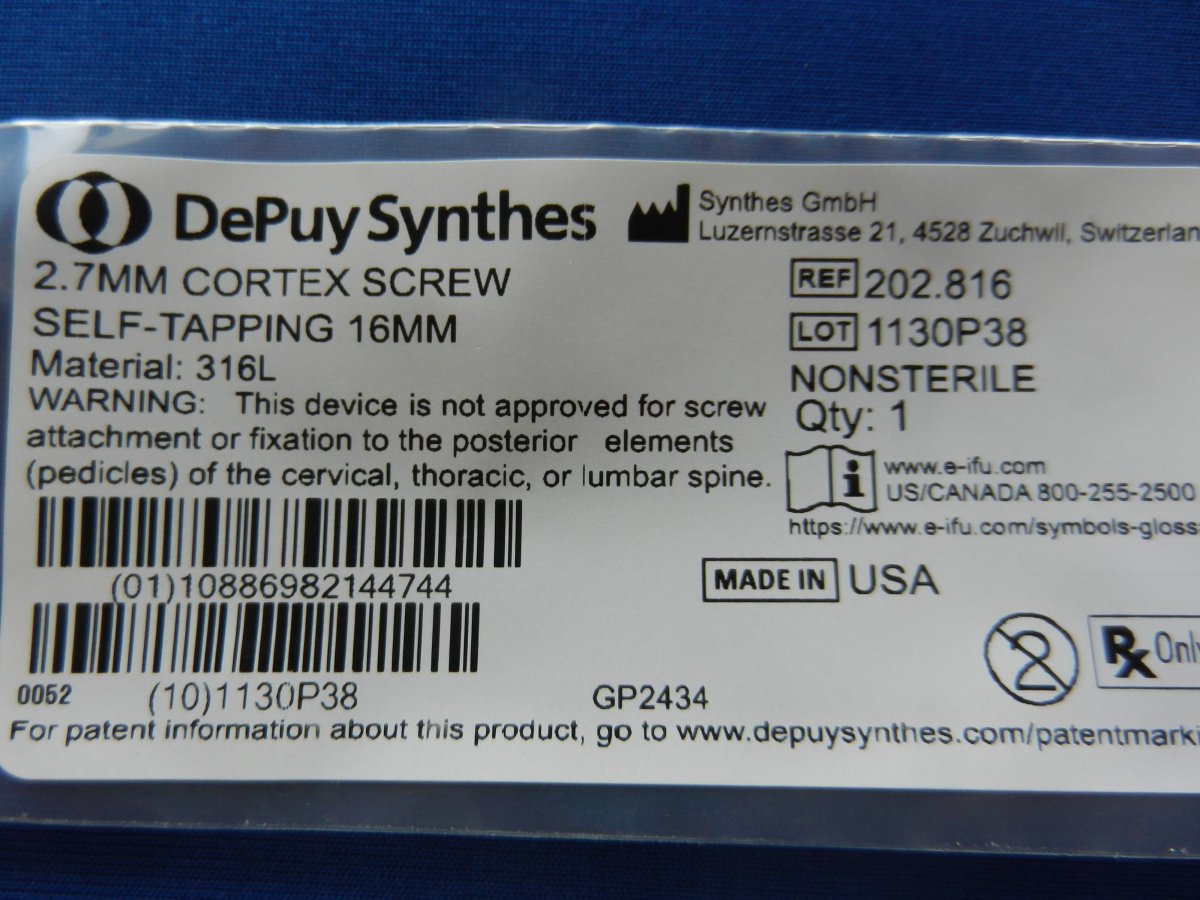 DePuy Synthes
Synthes GmbH
Luzernstrasse 21, 4528 Zuchwil, Switzerlan
2.7MM CORTEX SCREW
SELF-TAPPING 16MM
Material: 316L
WARNING: This device is not approved for screw
attachment or fixation to the posterior elements
(pedicles) of the cervical, thoracic, or lumbar spine.
REF 202.816
LOT 1130P38
NONSTERILE
Qty: 1
i www.e-ifu.com
US/CANADA 800-255-2500
https://www.e-ifu.com/symbols-gloss
(01)10886982144744
MADE IN USA
2
Rx Only
0052 (10)1130P38 GP2434
For patent information about this product, go to www.depuysynthes.com/patentmarki